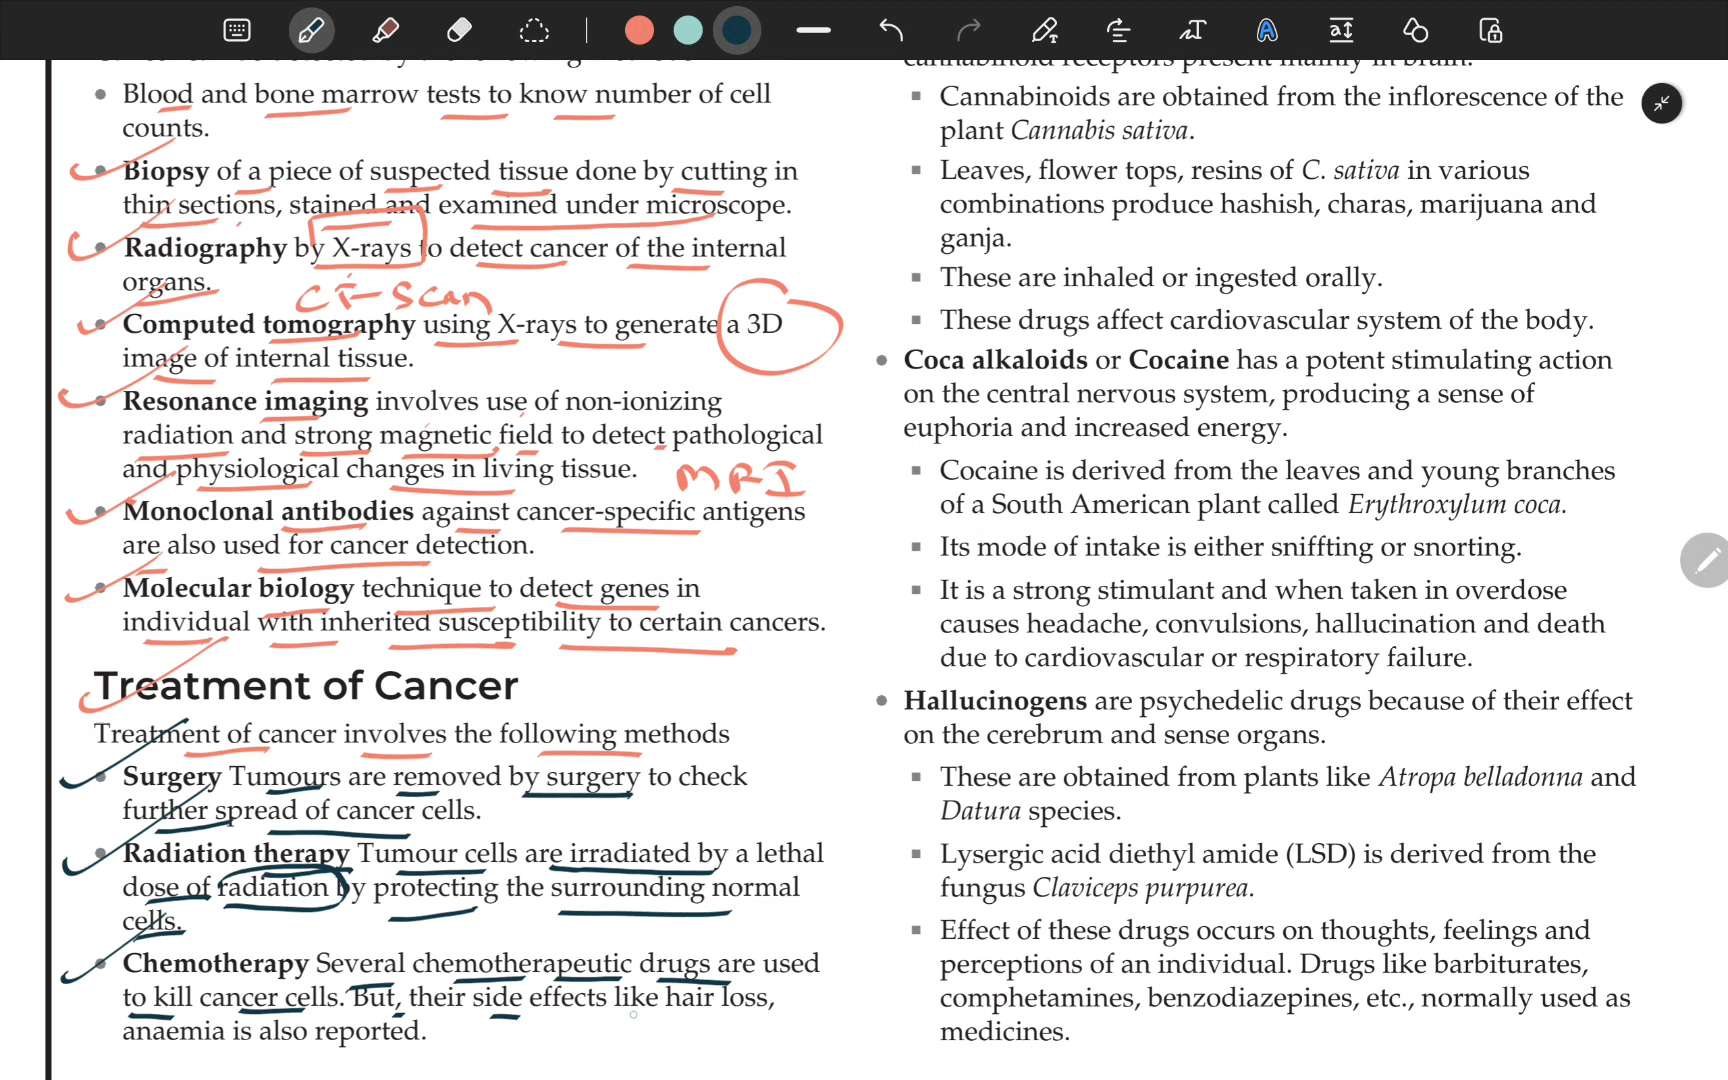 Blood and bone marrow tests to know number of cell
counts.
Biopsy of a piece of suspected tissue done by cutting in
thin sections, stained and examined under microscope.
Radiography by X-rays to detect cancer of the internal
organs.
CT-Scan
Computed tomography using X-rays to generate a 3D
image of internal tissue.
Resonance imaging involves use of non-ionizing
radiation and strong magnetic field to detect pathological
and physiological changes in living tissue.
MRI
Monoclonal antibodies against cancer-specific antigens
are also used for cancer detection.
Molecular biology technique to detect genes in
individual with inherited susceptibility to certain cancers.
Treatment of Cancer
Treatment of cancer involves the following methods
Surgery Tumours are removed by surgery to check
further spread of cancer cells.
Radiation therapy Tumour cells are irradiated by a lethal
dose of radiation by protecting the surrounding normal
cells.
Chemotherapy Several chemotherapeutic drugs are used
to kill cancer cells. But, their side effects like hair loss,
anaemia is also reported.
cannabinoid receptors present mainly in brain.
Cannabinoids are obtained from the inflorescence of the
plant Cannabis sativa.
Leaves, flower tops, resins of C. sativa in various
combinations produce hashish, charas, marijuana and
ganja.
These are inhaled or ingested orally.
These drugs affect cardiovascular system of the body.
Coca alkaloids or Cocaine has a potent stimulating action
on the central nervous system, producing a sense of
euphoria and increased energy.
Cocaine is derived from the leaves and young branches
of a South American plant called Erythroxylum coca.
Its mode of intake is either sniffting or snorting.
It is a strong stimulant and when taken in overdose
causes headache, convulsions, hallucination and death
due to cardiovascular or respiratory failure.
Hallucinogens are psychedelic drugs because of their effect
on the cerebrum and sense organs.
These are obtained from plants like Atropa belladonna and
Datura species.
Lysergic acid diethyl amide (LSD) is derived from the
fungus Claviceps purpurea.
Effect of these drugs occurs on thoughts, feelings and
perceptions of an individual. Drugs like barbiturates,
comphetamines, benzodiazepines, etc., normally used as
medicines.